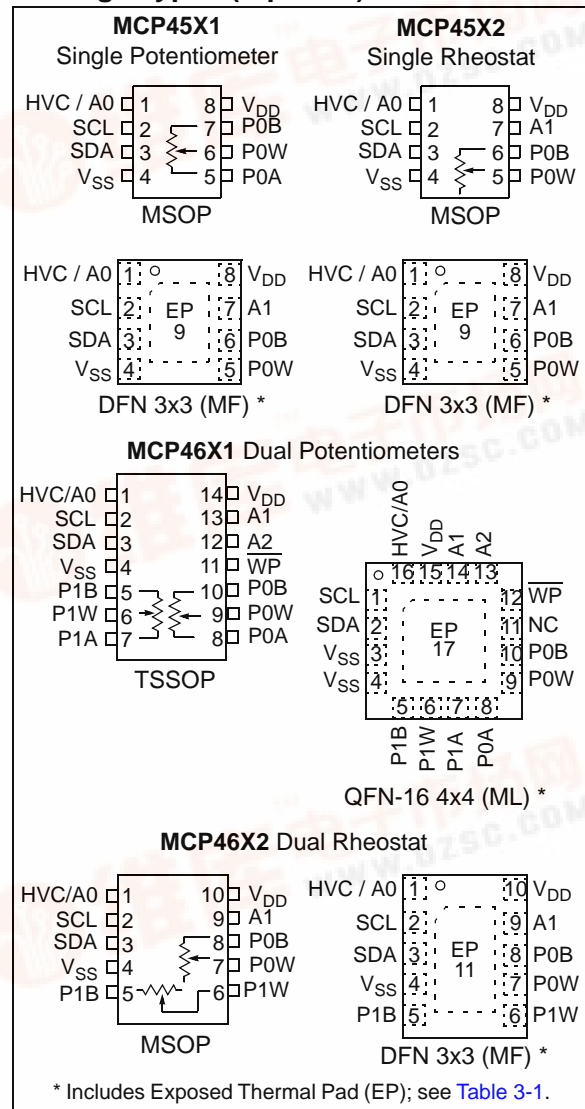 MCP45X1
Single Potentiometer
HVC / A0 1 8 VDD
SCL 2 7 P0B
SDA 3 6 P0W
VSS 4 5 P0A
MSOP
MCP45X2
Single Rheostat
HVC / A0 1 8 VDD
SCL 2 7 A1
SDA 3 6 P0B
VSS 4 5 P0W
MSOP
HVC / A0 1 8 VDD
SCL 2 EP 7 A1
SDA 3 9 6 P0B
VSS 4 5 P0W
DFN 3x3 (MF) *
HVC / A0 1 8 VDD
SCL 2 EP 7 A1
SDA 3 9 6 P0B
VSS 4 5 P0W
DFN 3x3 (MF) *
MCP46X1 Dual Potentiometers
HVC/A0 1 14 VDD
SCL 2 13 A1
SDA 3 12 A2
VSS 4 11 WP
P1B 5 10 P0B
P1W 6 9 P0W
P1A 7 8 P0A
TSSOP
HVC/A0 VDD A1 A2
16 15 14 13
SCL 1 12 WP
SDA 2 EP 11 NC
VSS 3 17 10 P0B
VSS 4 9 P0W
5 6 7 8
P1B P1W P1A P0A
QFN-16 4x4 (ML) *
MCP46X2 Dual Rheostat
HVC/A0 1 10 VDD
SCL 2 9 A1
SDA 3 8 P0B
VSS 4 7 P0W
P1B 5 6 P1W
MSOP
HVC / A0 1 10 VDD
SCL 2 9 A1
SDA 3 EP 8 P0B
VSS 4 11 7 P0W
P1B 5 6 P1W
DFN 3x3 (MF) *
* Includes Exposed Thermal Pad (EP); see Table 3-1.